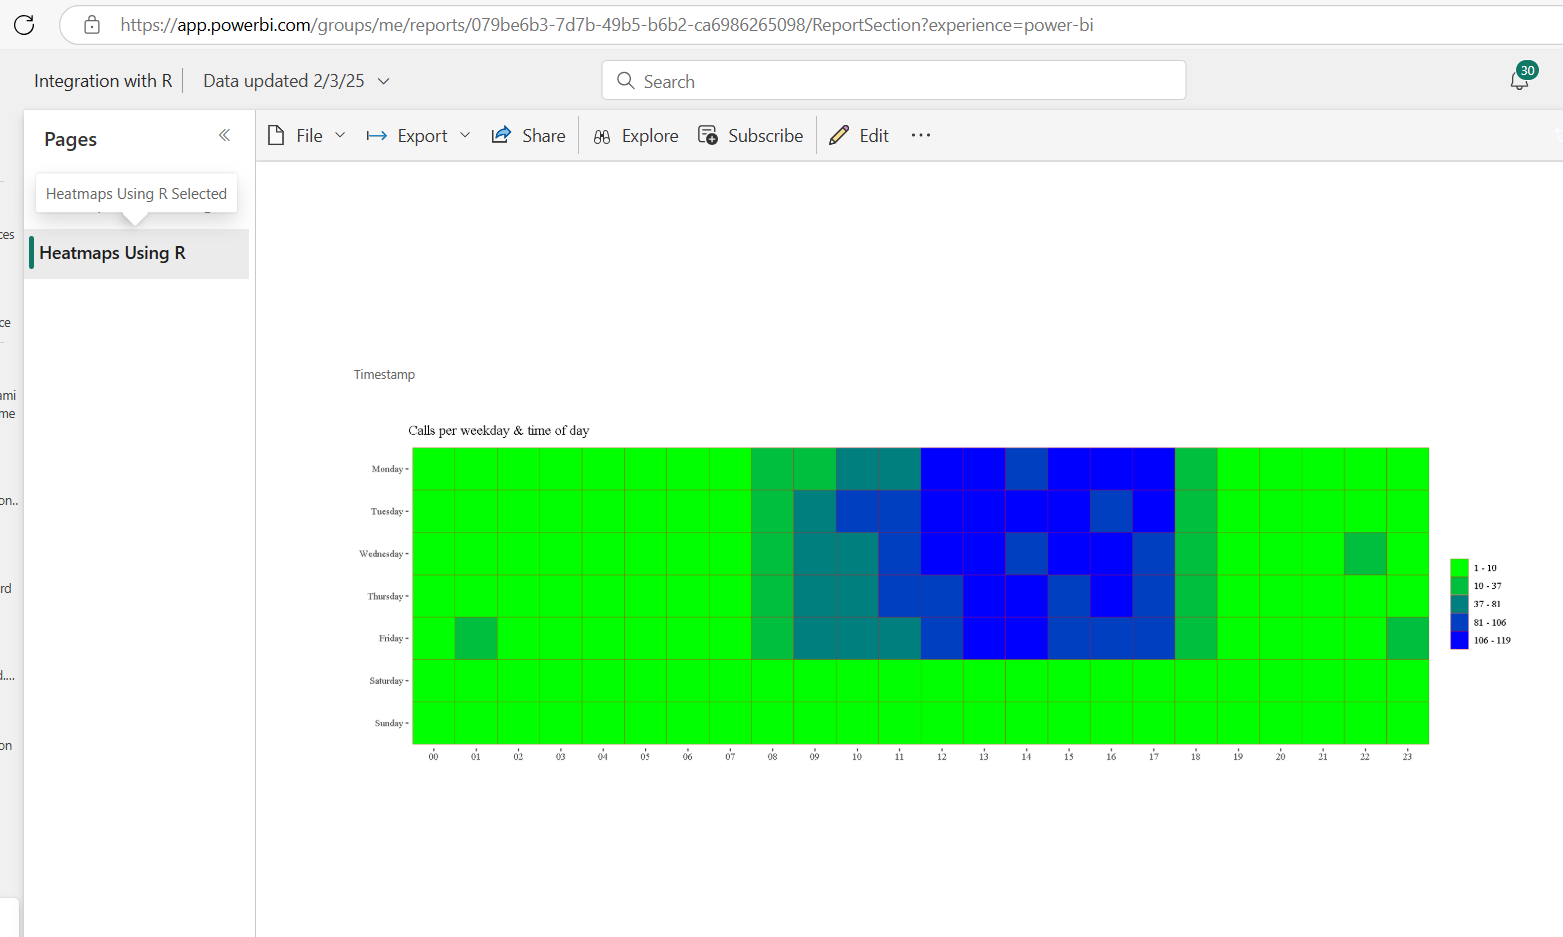 https://app.powerbi.com/groups/me/reports/079be6b3-7d7b-49b5-b6b2-ca6986265098/ReportSection?experience=power-bi
Integration with R
Data updated 2/3/25
Search
30
Pages
File
Export
Share
Explore
Subscribe
Edit
Heatmaps Using R Selected
Heatmaps Using R
ces
ce
ami
me
on..
rd
d....
on
Timestamp
Calls per weekday & time of day
Monday
Tuesday
Wednesday
Thursday
Friday
Saturday
Sunday
00 01 02 03 04 05 06 07 08 09 10 11 12 13 14 15 16 17 18 19 20 21 22 23
1 - 10
10 - 37
37 - 81
81 - 106
106 - 119